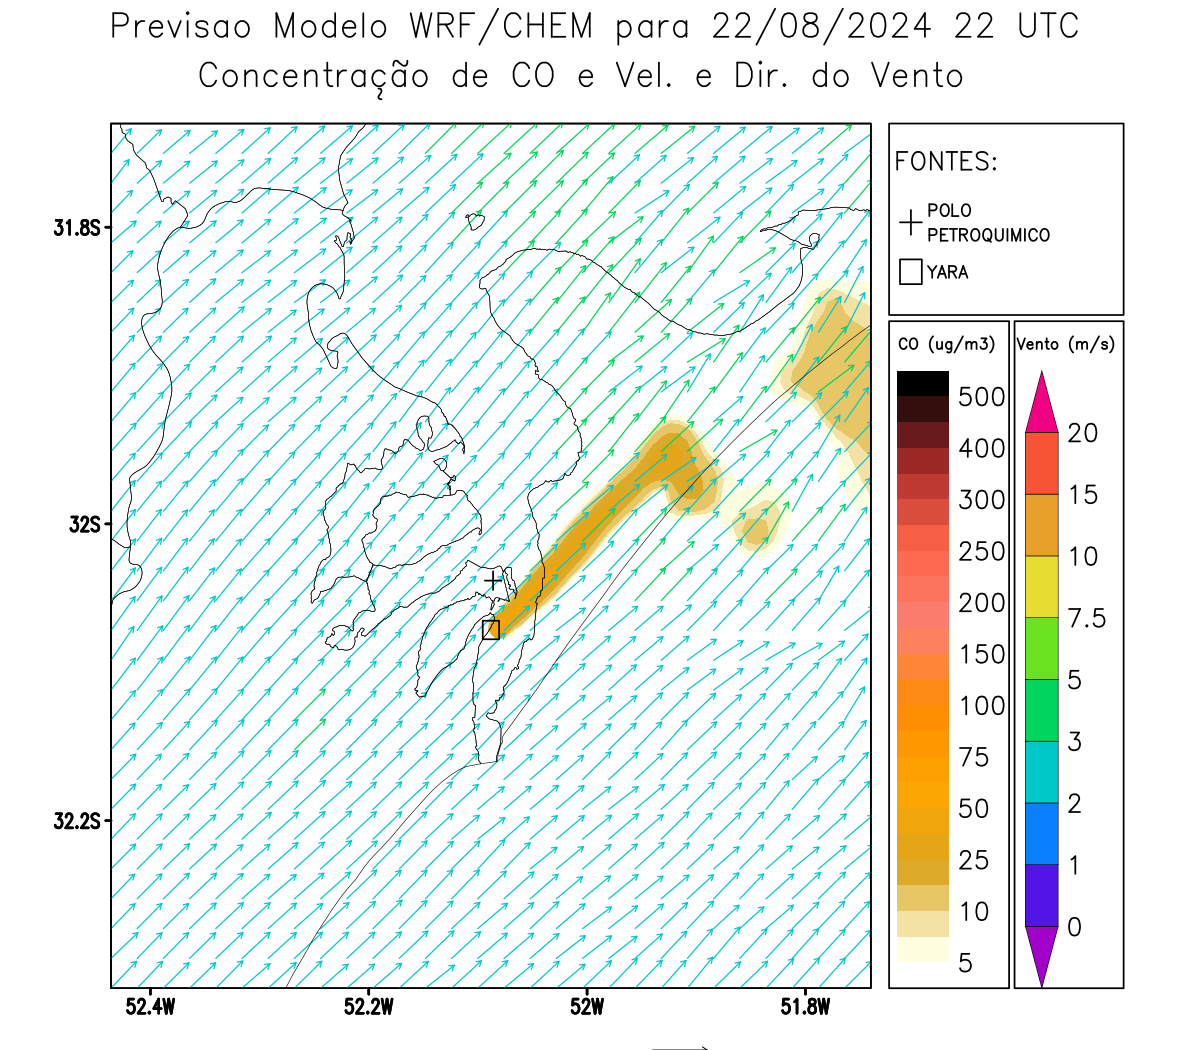 Previsao Modelo WRF/CHEM para 22/08/2024 22 UTC
Concentração de CO e Vel. e Dir. do Vento
FONTES:
POLO
PETROQUIMICO
YARA
CO (ug/m3)
500
400
300
250
200
150
100
75
50
25
10
5
Vento (m/s)
20
15
10
7.5
5
3
2
1
0
31.8S
32S
32.2S
52.4W
52.2W
52W
51.8W